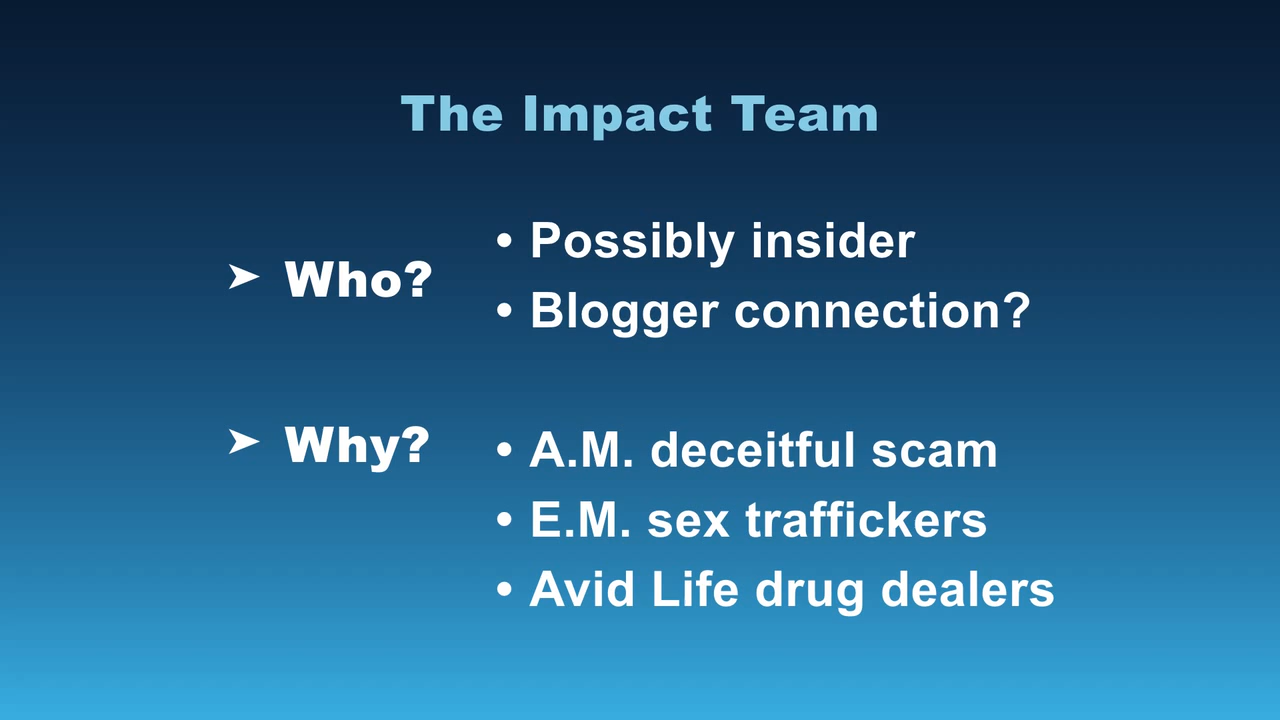 The Impact Team
➤ Who?
• Possibly insider
• Blogger connection?
➤ Why?
• A.M. deceitful scam
• E.M. sex traffickers
• Avid Life drug dealers